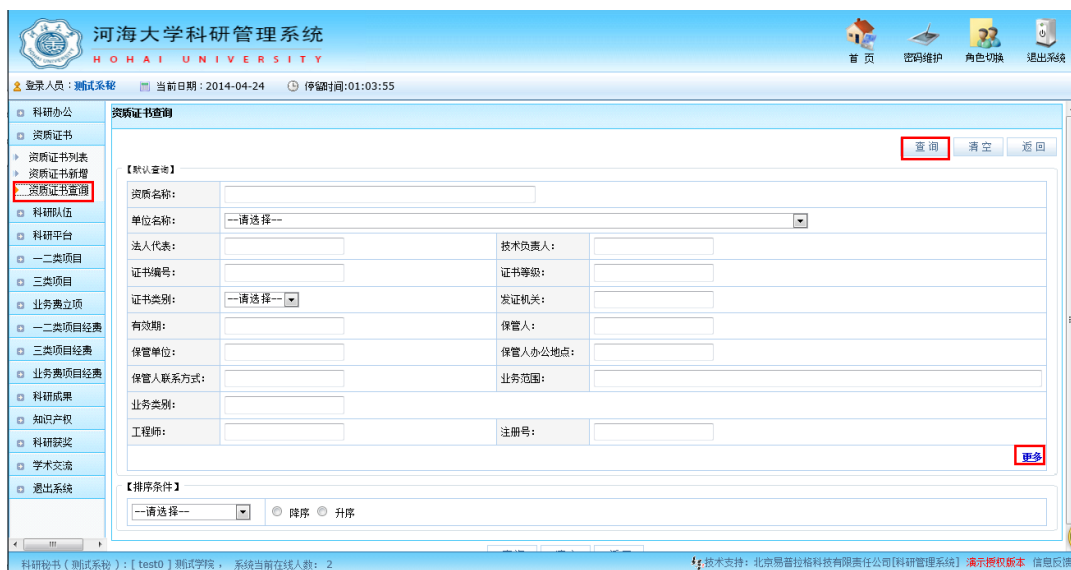 河海大学科研管理系统
HOHAI UNIVERSITY
首 页 密码维护 角色切换 退出系统
登录人员：测试系秘 当前日期：2014-04-24 停留时间:01:03:55
科研办公
资质证书
资质证书列表
资质证书新增
资质证书查询
科研队伍
科研平台
一二类项目
三类项目
业务费立项
一二类项目经费
三类项目经费
业务费项目经费
科研成果
知识产权
科研获奖
学术交流
退出系统
资质证书查询
查 询 清 空 返 回
【默认查询】
资质名称：
单位名称： --请选择--
法人代表： 技术负责人：
证书编号： 证书等级：
证书类别： --请选择-- 发证机关：
有效期： 保管人：
保管单位： 保管人办公地点：
保管人联系方式： 业务范围：
业务类别：
工程师： 注册号：
更多
【排序条件】
--请选择-- 降序 升序
科研秘书（测试系秘）：[ test0 ] 测试学院， 系统当前在线人数： 2
技术支持：北京易普拉格科技有限责任公司[科研管理系统] 演示授权版本 信息反馈